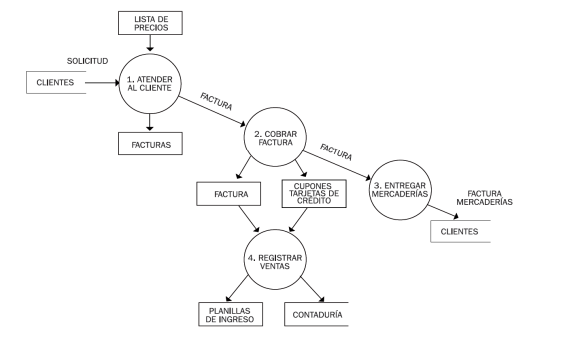 LISTA DE
PRECIOS
SOLICITUD
CLIENTES
1. ATENDER
AL CLIENTE
FACTURA
FACTURAS
2. COBRAR
FACTURA
FACTURA
FACTURA
CUPONES
TARJETAS DE
CRÉDITO
3. ENTREGAR
MERCADERÍAS
FACTURA
MERCADERÍAS
CLIENTES
4. REGISTRAR
VENTAS
PLANILLAS
DE INGRESO
CONTADURÍA